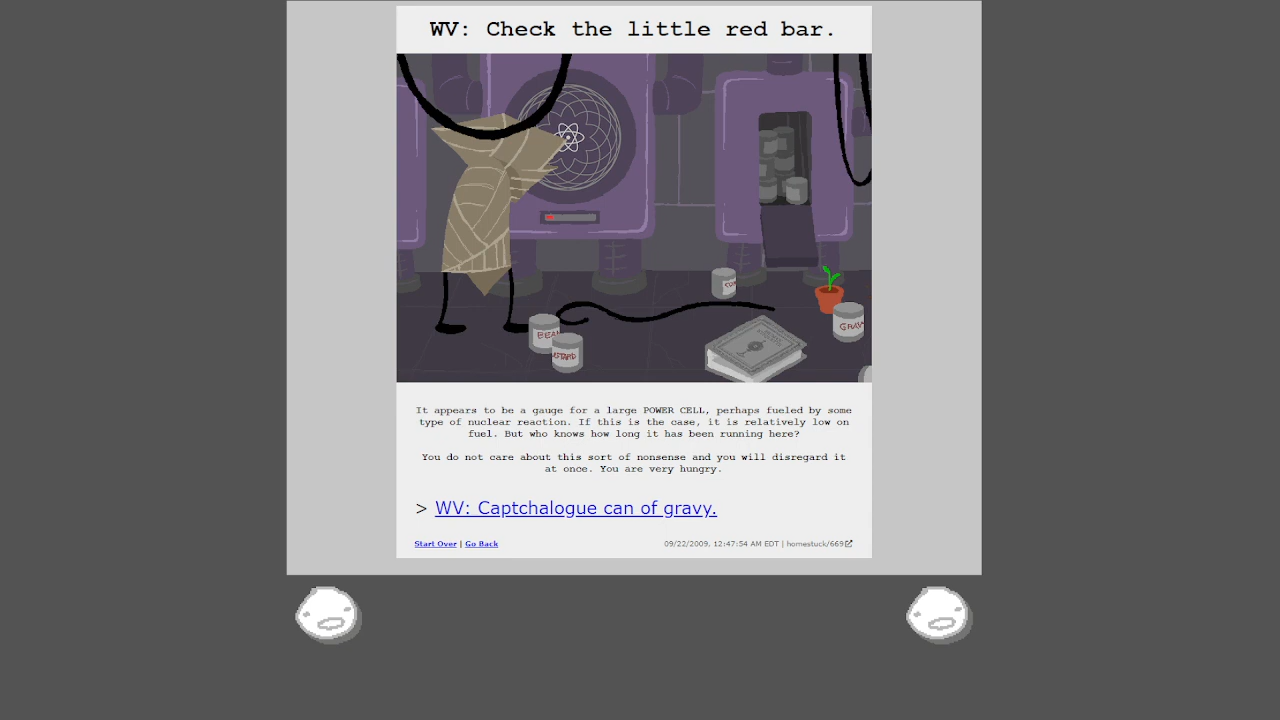 WV: Check the little red bar.
BEAN
USTARD
GRAV
It appears to be a gauge for a large POWER CELL, perhaps fueled by some
type of nuclear reaction. If this is the case, it is relatively low on
fuel. But who knows how long it has been running here?
You do not care about this sort of nonsense and you will disregard it
at once. You are very hungry.
> WV: Captchalogue can of gravy.
Start Over | Go Back
09/22/2009, 12:47:54 AM EDT | homestuck/669